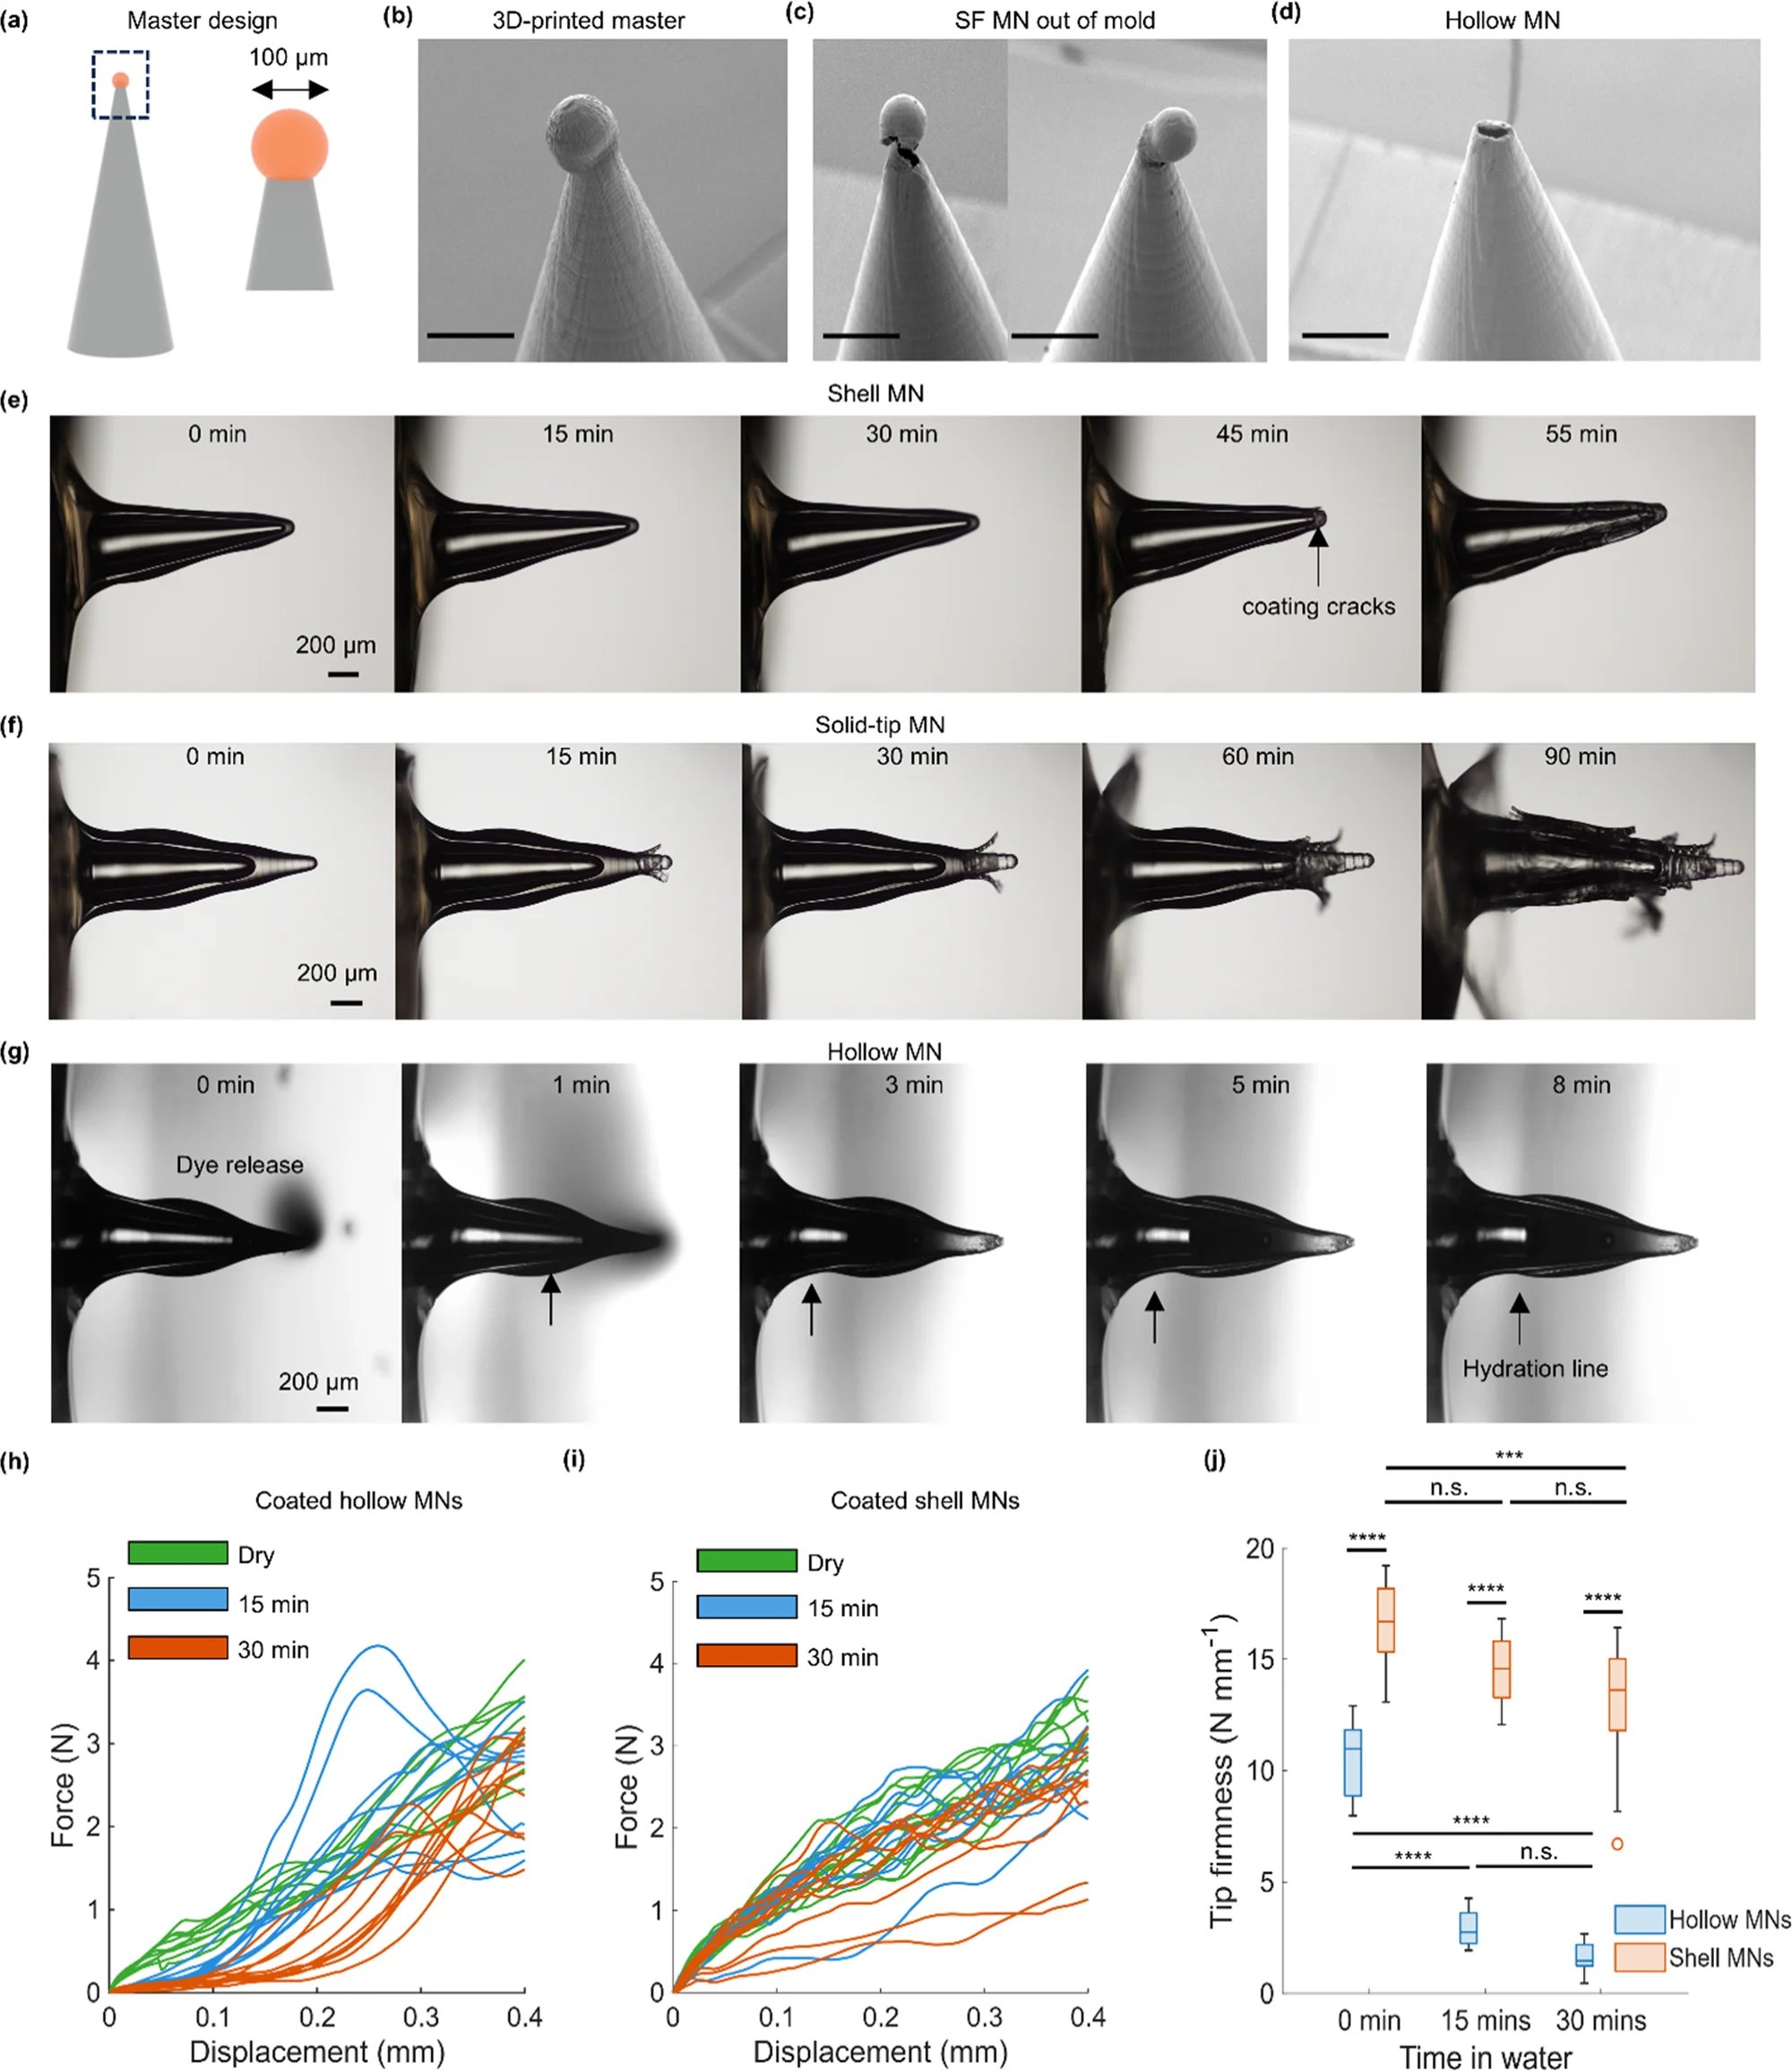 (a) Master design
100 µm
(b) 3D-printed master
(c) SF MN out of mold
(d) Hollow MN
(e) Shell MN
0 min
15 min
30 min
45 min
55 min
coating cracks
200 µm
(f) Solid-tip MN
0 min
15 min
30 min
60 min
90 min
200 µm
(g) Hollow MN
0 min
1 min
3 min
5 min
8 min
Dye release
200 µm
Hydration line
(h) Coated hollow MNs
Dry
15 min
30 min
5
4
3
2
1
0
Force (N)
0 0.1 0.2 0.3 0.4
Displacement (mm)
(i) Coated shell MNs
Dry
15 min
30 min
5
4
3
2
1
0
Force (N)
0 0.1 0.2 0.3 0.4
Displacement (mm)
(j)
***
n.s. n.s.
****
****
****
****
**** n.s.
20
15
10
5
0
Tip firmness (N mm⁻¹)
Hollow MNs
Shell MNs
0 min 15 mins 30 mins
Time in water